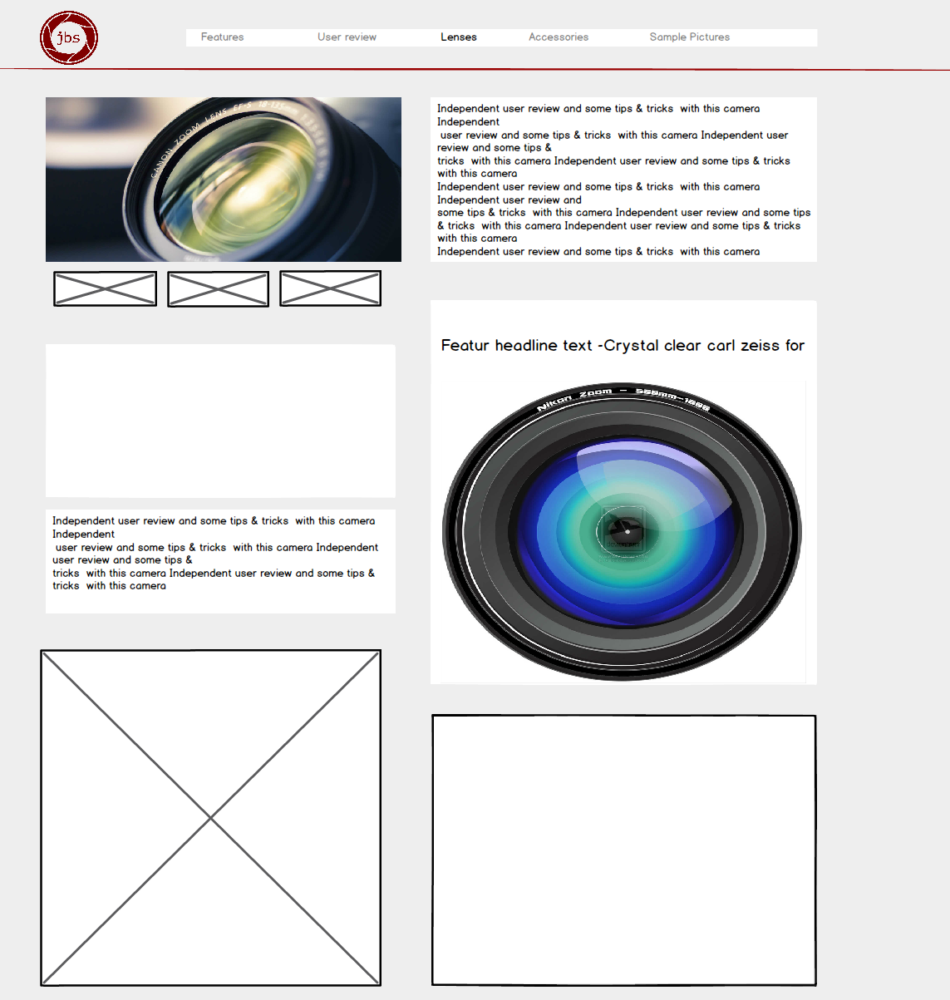 jbs
Features
User review
Lenses
Accessories
Sample Pictures
CANON ZOOM LENS EF-S 18-135mm
Independent user review and some tips & tricks  with this camera
Independent
user review and some tips & tricks  with this camera Independent user
review and some tips &
tricks  with this camera Independent user review and some tips & tricks
with this camera
Independent user review and some tips & tricks  with this camera
Independent user review and
some tips & tricks  with this camera Independent user review and some tips
& tricks  with this camera Independent user review and some tips & tricks
with this camera
Independent user review and some tips & tricks  with this camera
Featur headline text -Crystal clear carl zeiss for
Nikon Zoom -
Independent user review and some tips & tricks  with this camera
Independent
user review and some tips & tricks  with this camera Independent
user review and some tips &
tricks  with this camera Independent user review and some tips &
tricks  with this camera